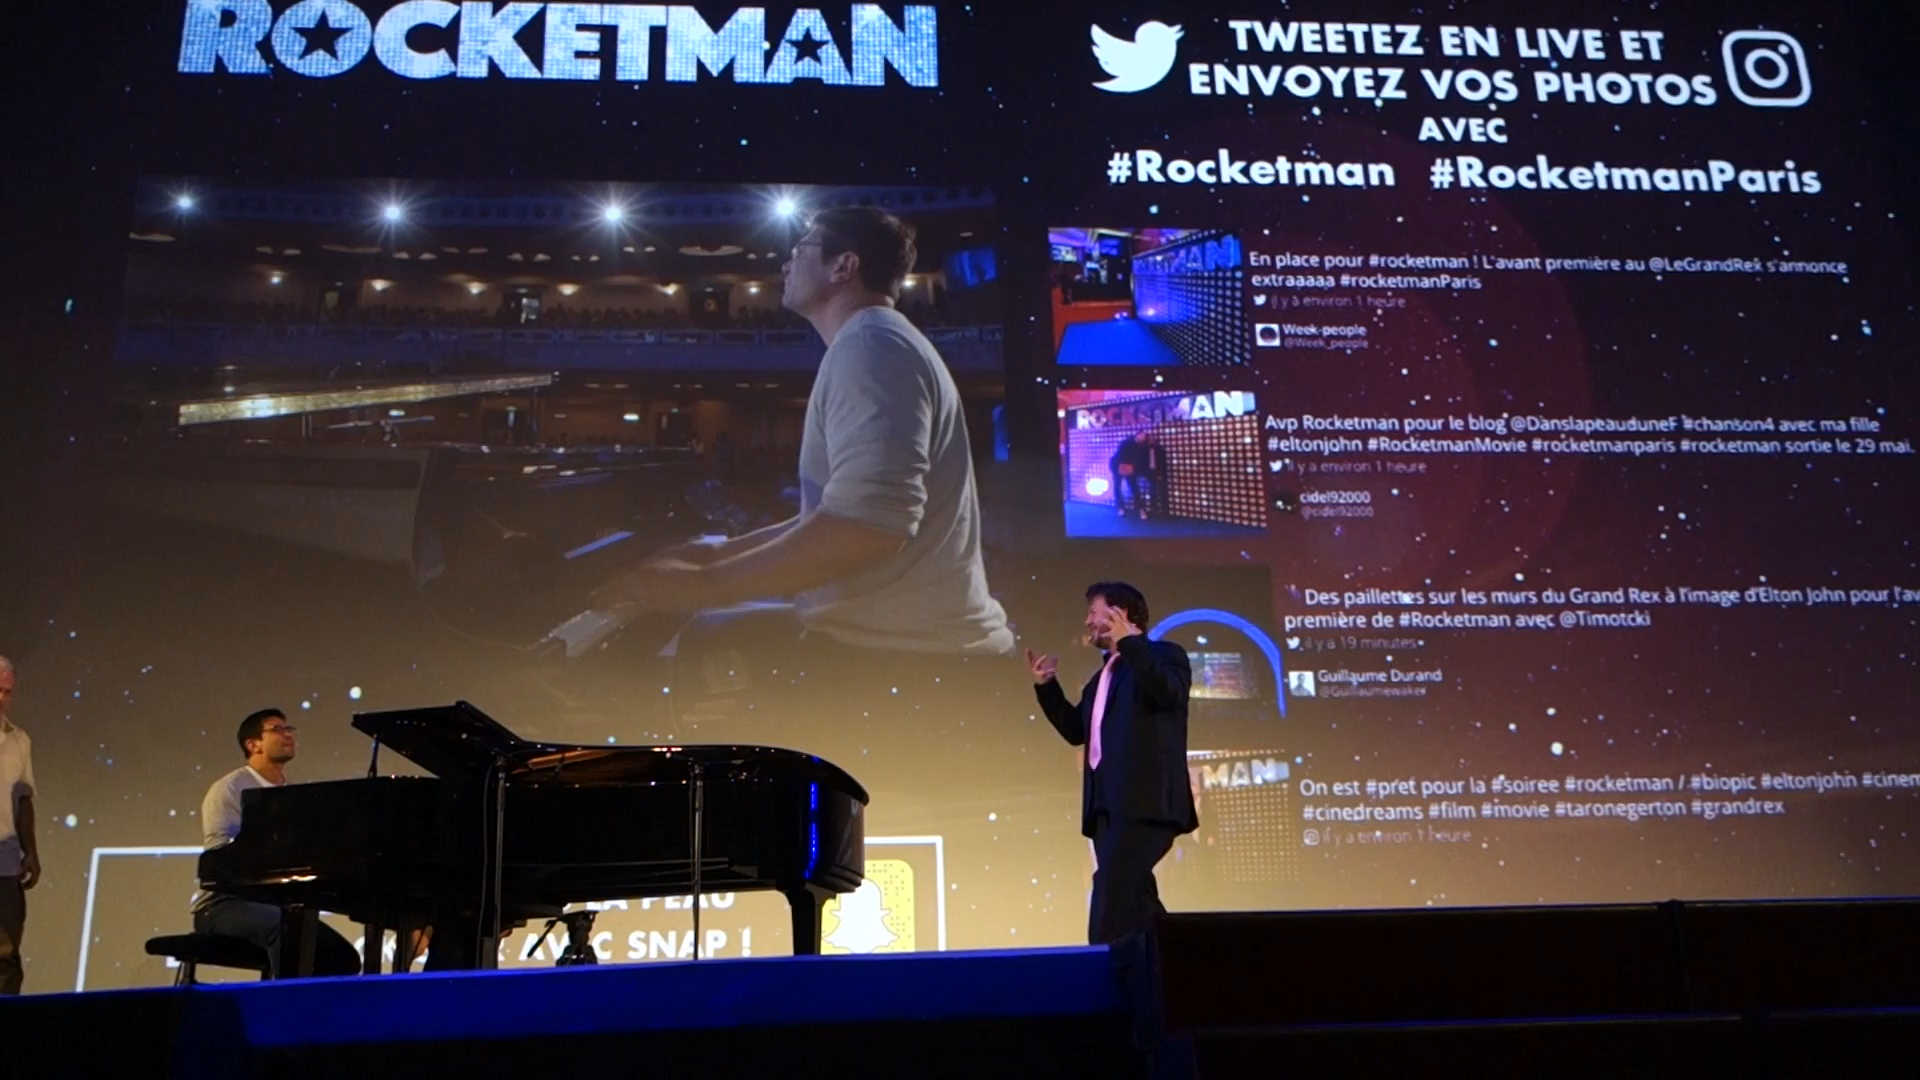 ROCKETMAN
TWEETEZ EN LIVE ET
ENVOYEZ VOS PHOTOS
AVEC
#Rocketman #RocketmanParis
En place pour #rocketman ! L'avant première au @LeGrandRex s'annonce
extraaaaa #rocketmanParis
il y a environ 1 heure
Week-people
@Week_people
ROCKETMAN
Avp Rocketman pour le blog @DanslapeauduneF #chanson4 avec ma fille
#eltonjohn #RocketmanMovie #rocketmanparis #rocketman sortie le 29 mai.
il y a environ 1 heure
cidel92000
@cidel92000
Des paillettes sur les murs du Grand Rex à l'image d'Elton John pour l'av
première de #Rocketman avec @Timotcki
il y a 19 minutes
Guillaume Durand
@Guillaumewaker
TMAN
On est #pret pour la #soiree #rocketman / #biopic #eltonjohn #cinem
#cinedreams #film #movie #taronegerton #grandrex
il y a environ 1 heure
LA PEAU
AVEC SNAP !